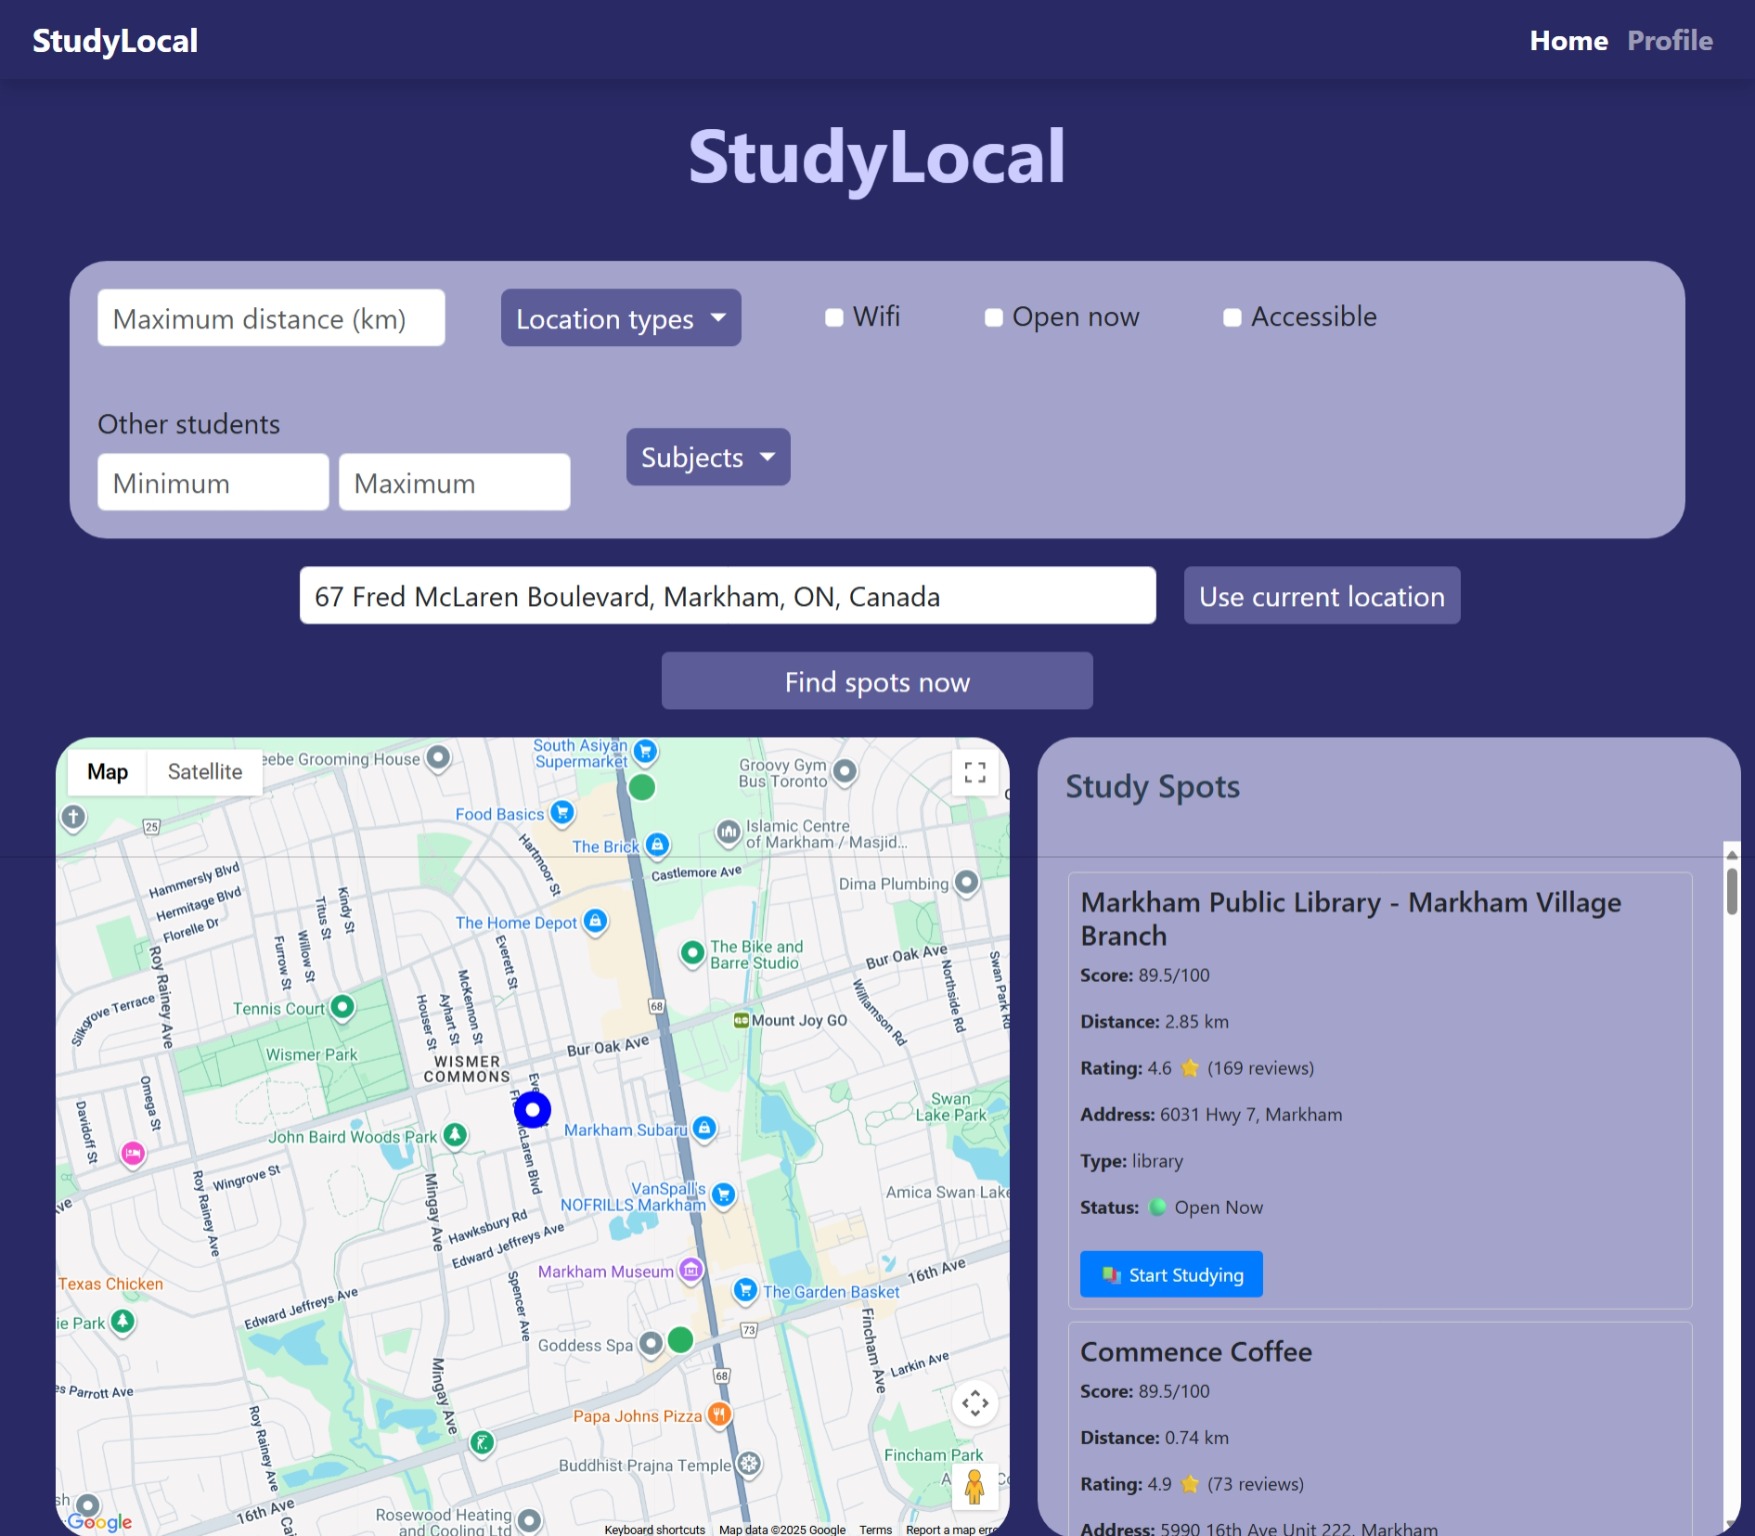 StudyLocal
Home Profile
StudyLocal
Maximum distance (km)
Location types
Wifi
Open now
Accessible
Other students
Minimum
Maximum
Subjects
67 Fred McLaren Boulevard, Markham, ON, Canada
Use current location
Find spots now
Map
Satellite
eebe Grooming House
South Asiyan
Supermarket
Groovy Gym
Bus Toronto
25
Food Basics
The Brick
Islamic Centre
of Markham / Masjid...
Hartmoor St
Castlemore Ave
Dima Plumbing
Hammersly Blvd
Hermitage Blvd
Florelle Dr
Titus St
Kindy St
The Home Depot
Furrow St
Willow St
Roy Rainey Ave
Everett St
The Bike and
Barre Studio
Bur Oak Ave
Swan Park Rd
Northside Rd
Williamson Rd
McKennon St
Ayhart St
Houser St
Silkgrove Terrace
Tennis Court
68
Mount Joy GO
Wismer Park
WISMER
COMMONS
Bur Oak Ave
Omega St
Davidoff St
Swan
Lake Park
John Baird Woods Park
Markham Subaru
McLaren Blvd
Wingrove St
Roy Rainey Ave
Mingay Ave
VanSpall's
NOFRILLS Markham
Amica Swan Lake
Hawksbury Rd
Edward Jeffreys Ave
Markham Museum
16th Ave
Texas Chicken
The Garden Basket
Edward Jeffreys Ave
Spencer Ave
ie Park
73
Goddess Spa
Fincham Ave
Larkin Ave
68
es Parrott Ave
Mingay Ave
Roy Rainey Ave
Papa Johns Pizza
Fincham Park
Buddhist Prajna Temple
16th Ave
Rosewood Heating
and Cooling Ltd
Google
Keyboard shortcuts
Map data ©2025 Google
Terms
Report a map erro
Study Spots
Markham Public Library - Markham Village
Branch
Score: 89.5/100
Distance: 2.85 km
Rating: 4.6 ⭐ (169 reviews)
Address: 6031 Hwy 7, Markham
Type: library
Status: 🟢 Open Now
📚 Start Studying
Commence Coffee
Score: 89.5/100
Distance: 0.74 km
Rating: 4.9 ⭐ (73 reviews)
Address: 5990 16th Ave Unit 222, Markham